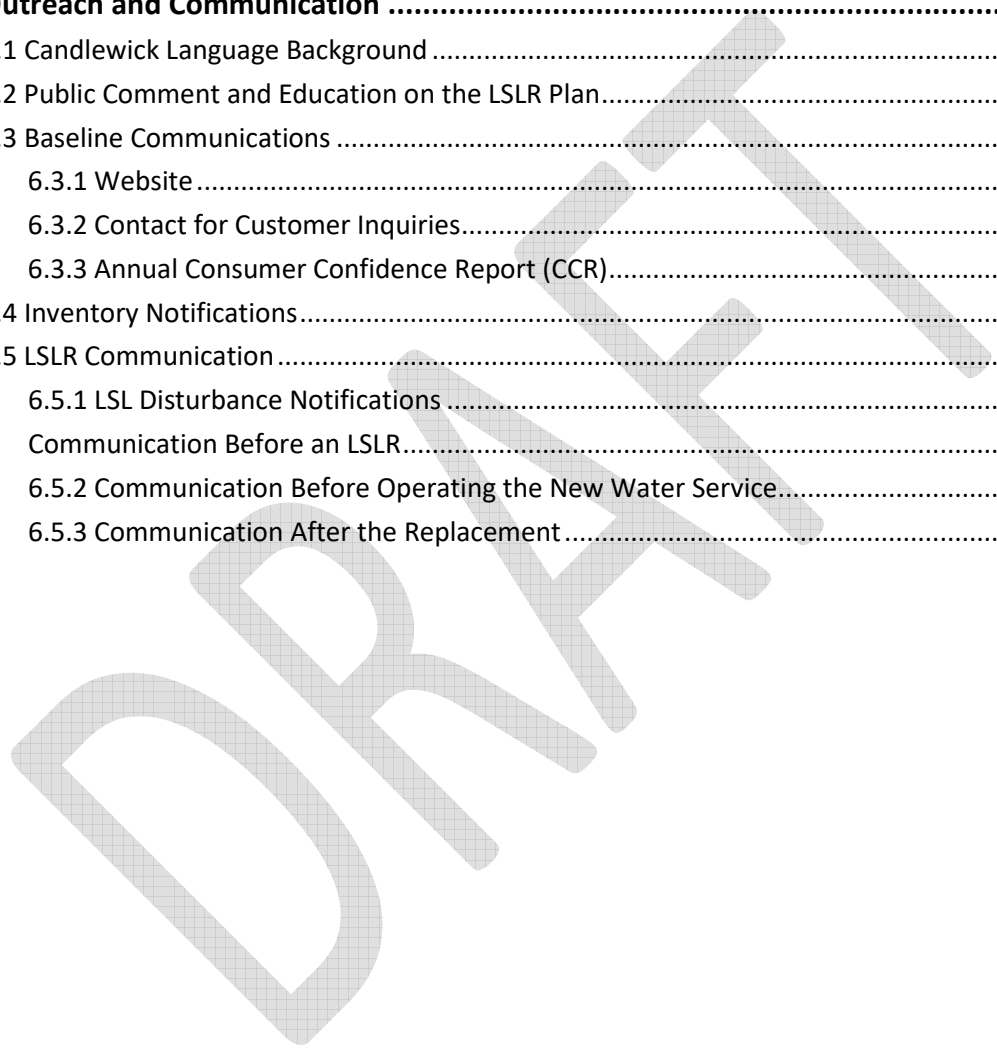 utreach and Communication ........................................................................................
.1 Candlewick Language Background ........................................................................................
.2 Public Comment and Education on the LSLR Plan........................................................................
.3 Baseline Communications ........................................................................................
6.3.1 Website ........................................................................................
6.3.2 Contact for Customer Inquiries........................................................................................
6.3.3 Annual Consumer Confidence Report (CCR)........................................................................
.4 Inventory Notifications........................................................................................
.5 LSLR Communication ........................................................................................
6.5.1 LSL Disturbance Notifications ........................................................................................
Communication Before an LSLR........................................................................................
6.5.2 Communication Before Operating the New Water Service........................................
6.5.3 Communication After the Replacement ........................................................................
DRAFT